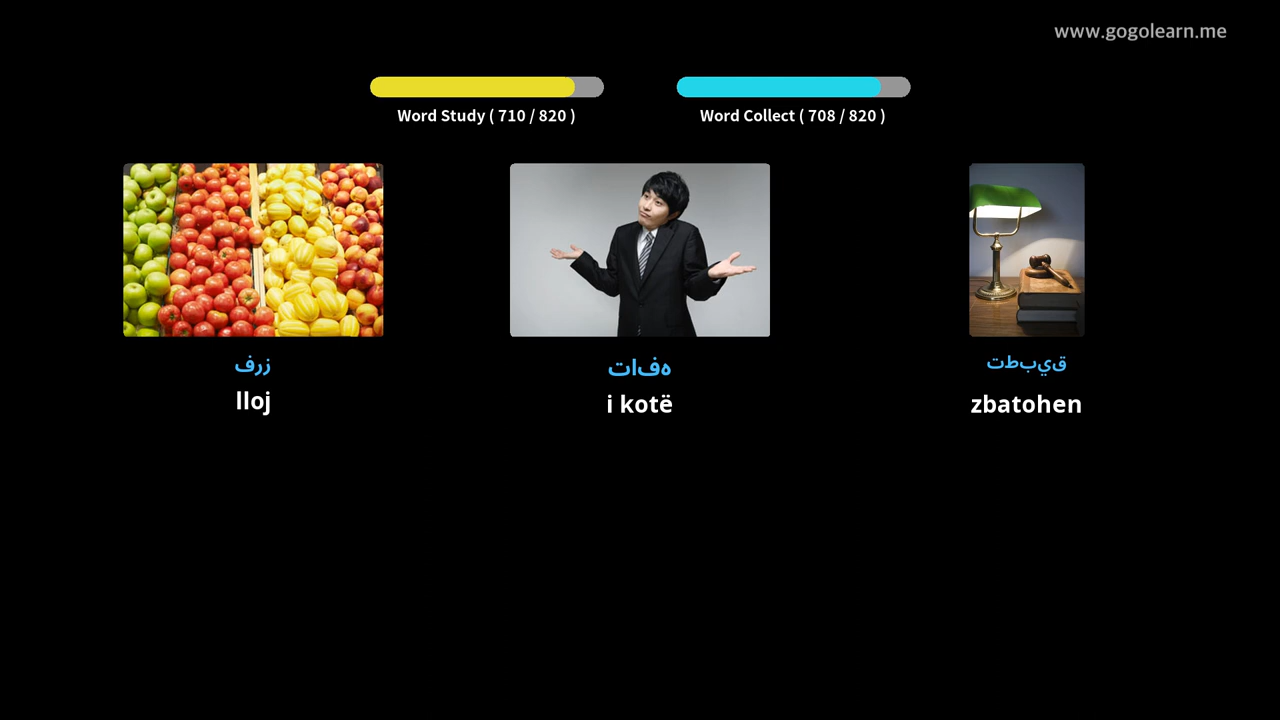 www.gogolearn.me
Word Study ( 710 / 820 )
Word Collect ( 708 / 820 )
زرف
lloj
هفات
i kotë
قيبطت
zbatohen